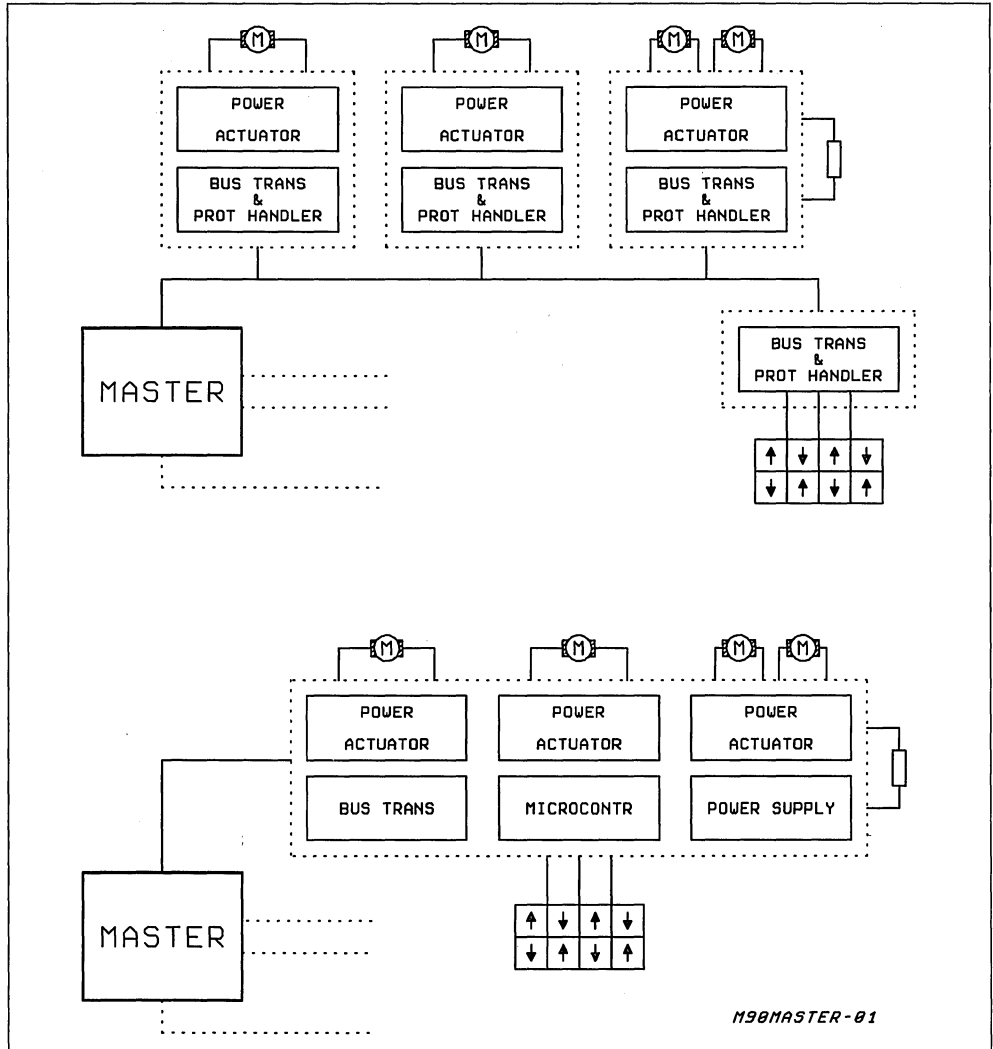 M
M
M
M
POWER
ACTUATOR
POWER
ACTUATOR
POWER
ACTUATOR
BUS TRANS
&
PROT HANDLER
BUS TRANS
&
PROT HANDLER
BUS TRANS
&
PROT HANDLER
MASTER
BUS TRANS
&
PROT HANDLER
M
M
M
M
POWER
ACTUATOR
POWER
ACTUATOR
POWER
ACTUATOR
BUS TRANS
MICROCONTR
POWER SUPPLY
MASTER
M90MASTER-01